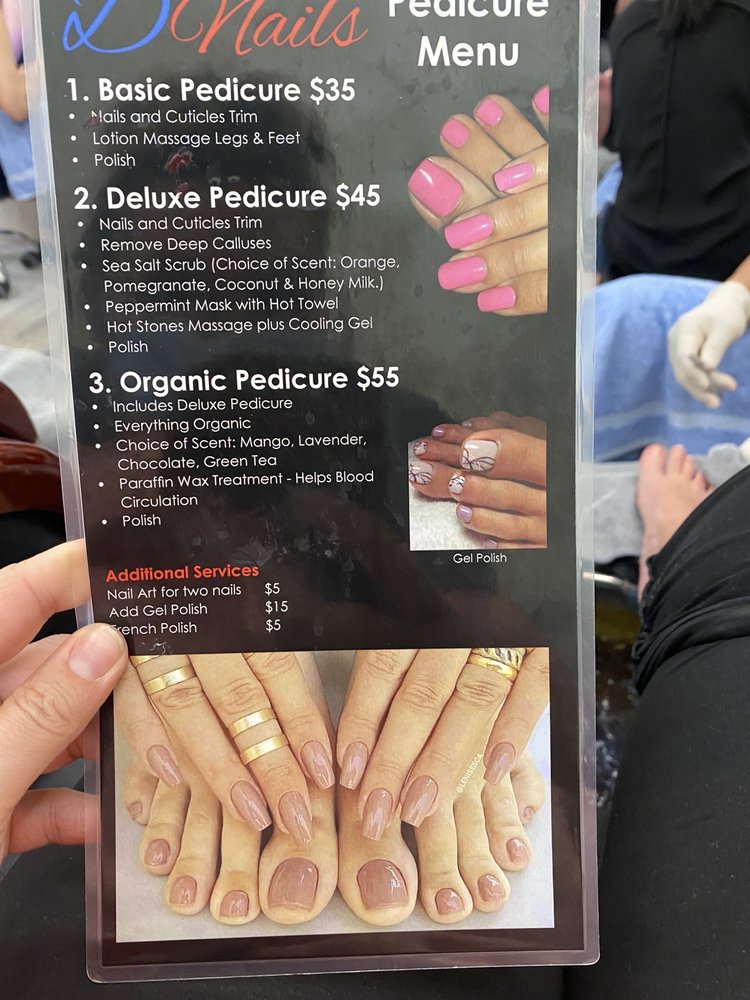 D Nails
Pedicure
Menu
1. Basic Pedicure $35
• Nails and Cuticles Trim
• Lotion Massage Legs & Feet
• Polish
2. Deluxe Pedicure $45
• Nails and Cuticles Trim
• Remove Deep Calluses
• Sea Salt Scrub (Choice of Scent: Orange,
Pomegranate, Coconut & Honey Milk.)
• Peppermint Mask with Hot Towel
• Hot Stones Massage plus Cooling Gel
• Polish
3. Organic Pedicure $55
• Includes Deluxe Pedicure
• Everything Organic
• Choice of Scent: Mango, Lavender,
Chocolate, Green Tea
• Paraffin Wax Treatment - Helps Blood
Circulation
• Polish
Gel Polish
Additional Services
Nail Art for two nails $5
Add Gel Polish $15
French Polish $5